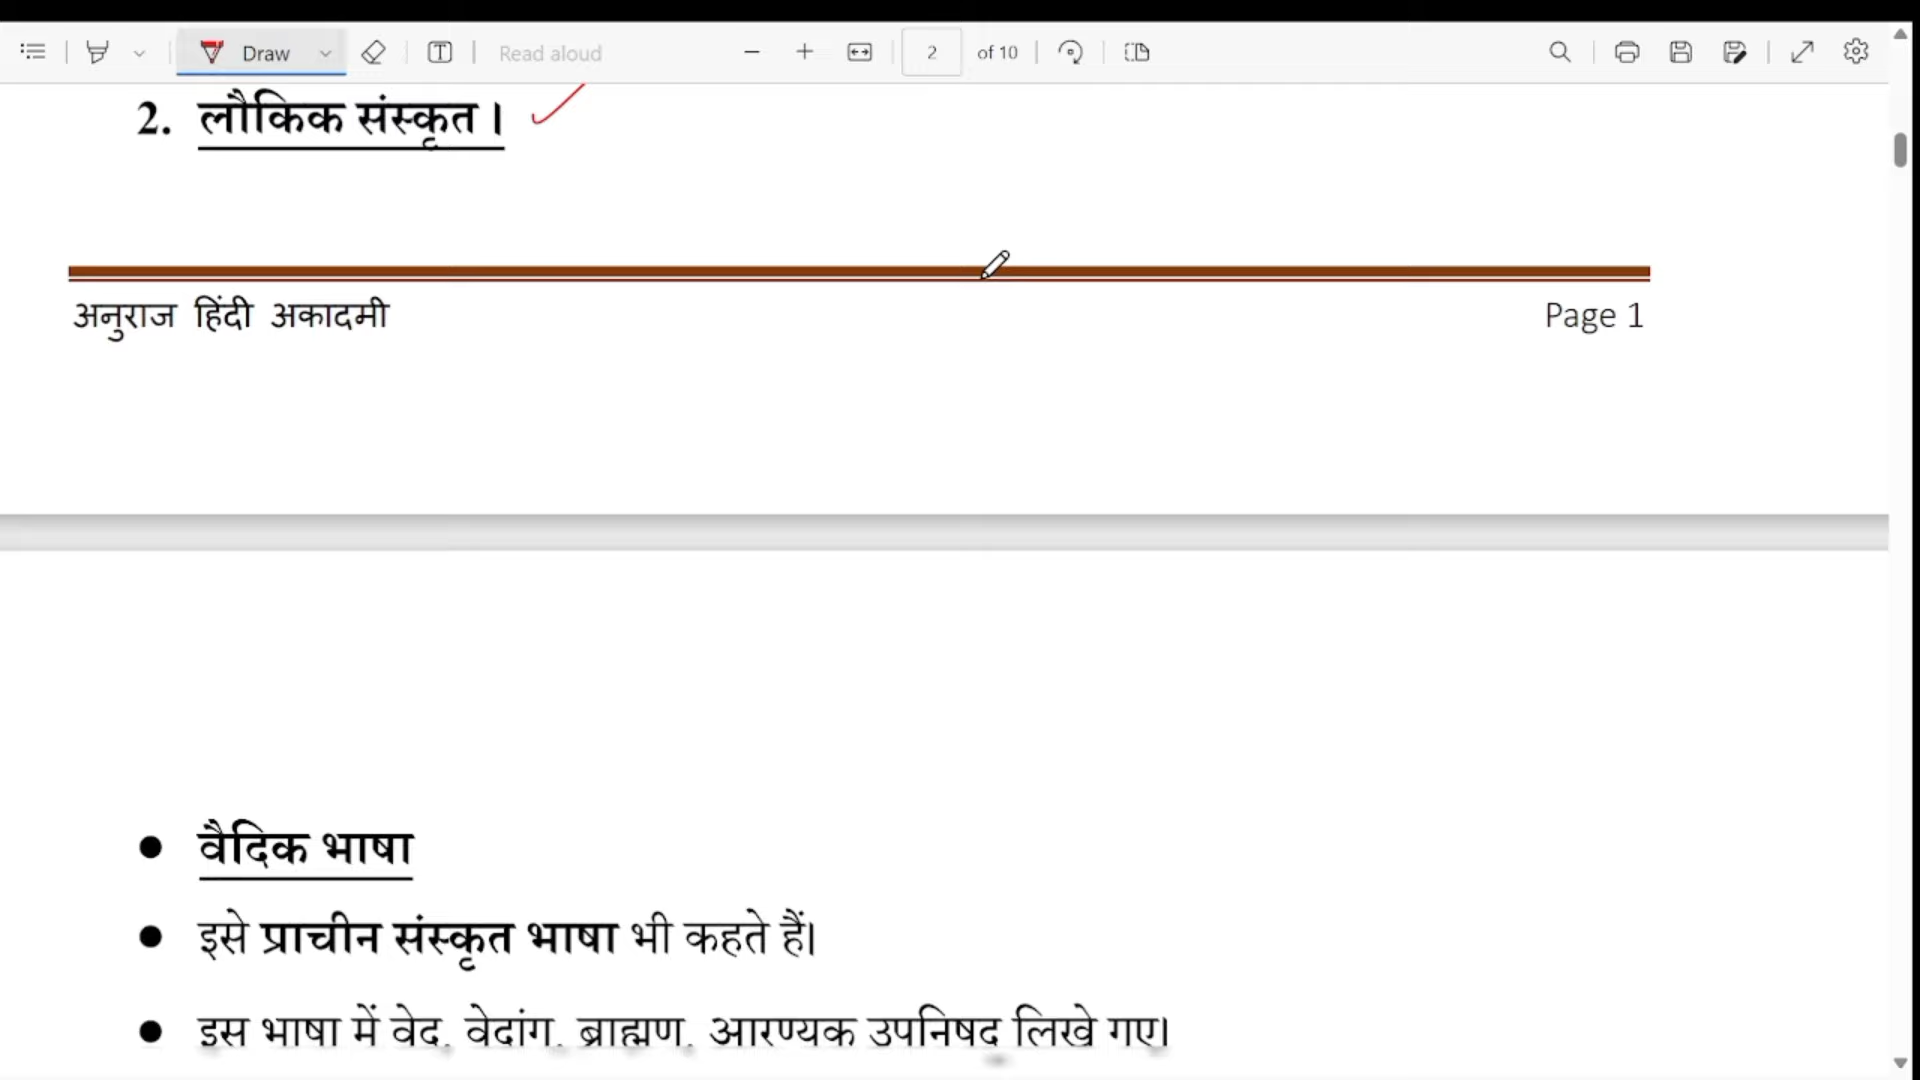 Draw
Read aloud
2 of 10
2. लौकिक संस्कृत।
अनुराज हिंदी अकादमी Page 1
● वैदिक भाषा
● इसे प्राचीन संस्कृत भाषा भी कहते हैं।
● इस भाषा में वेद, वेदांग, ब्राह्मण, आरण्यक उपनिषद लिखे गए।